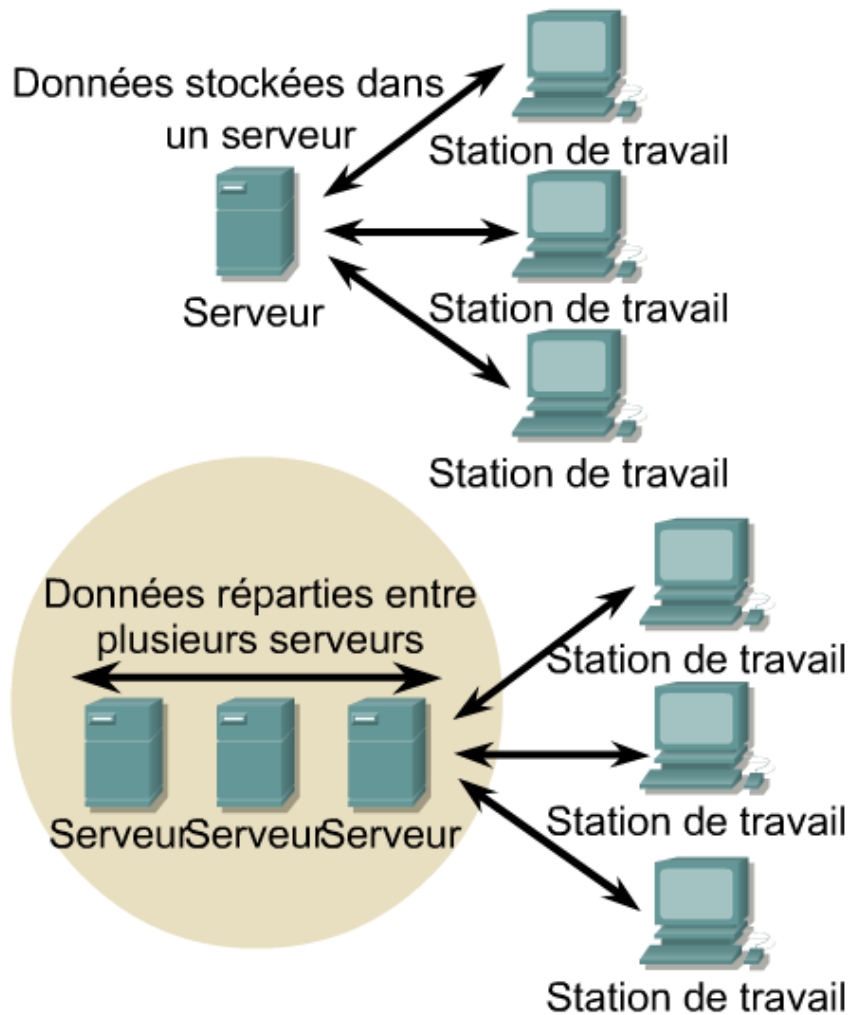 Données stockées dans
un serveur
Serveur
Station de travail
Station de travail
Station de travail
Données réparties entre
plusieurs serveurs
Serveur Serveur Serveur
Station de travail
Station de travail
Station de travail